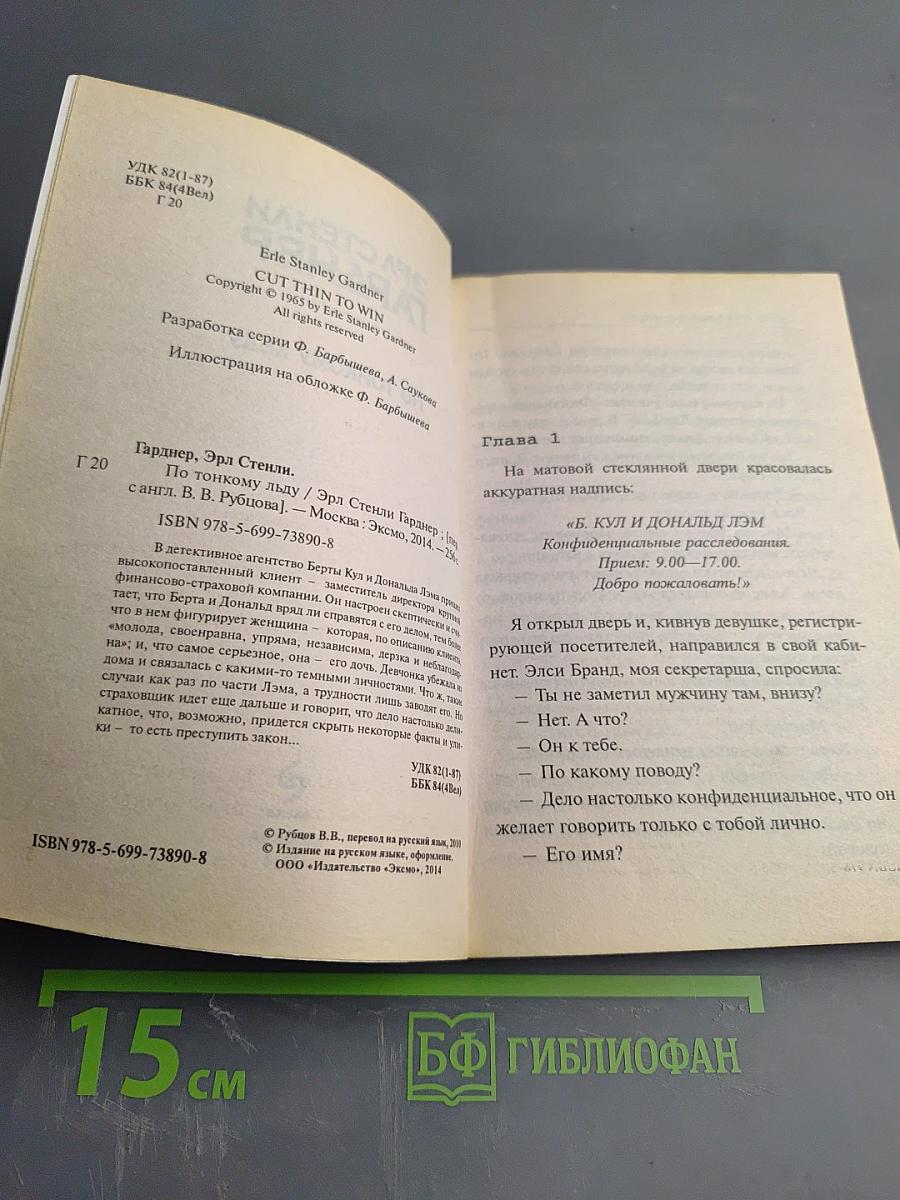 УДК 82(1-87)
ББК 84(4Вел)
Г 20
Erle Stanley Gardner
CUT THIN TO WIN
Copyright © 1965 by Erle Stanley Gardner
All rights reserved
Разработка серии Ф. Барбышева, А. Саукова
Иллюстрация на обложке Ф. Барбышева
Гарднер, Эрл Стенли.
Г 20 По тонкому льду / Эрл Стенли Гарднер ; [пер.
с англ. В. В. Рубцова]. — Москва : Эксмо, 2014. — 256 с.
ISBN 978-5-699-73890-8
В детективное агентство Берты Кул и Дональда Лэма
высокопоставленный клиент – заместитель директора крупной
финансово-страховой компании. Он настроен скептически и счи-
тает, что Берта и Дональд вряд ли справятся с его делом, тем более
что в нем фигурирует женщина – которая, по описанию клиента,
«молода, своенравна, упряма, независима, дерзка и неблагодар-
на»; и, что самое серьезное, она – его дочь. Девчонка убежала из
дома и связалась с какими-то темными личностями. Что ж, такие
случаи как раз по части Лэма, а трудности лишь заводят его. Но
страховщик идет еще дальше и говорит, что дело настолько дели-
катное, что, возможно, придется скрыть некоторые факты и ули-
ки – то есть преступить закон...
УДК 82(1-87)
ББК 84(4Вел)
© Рубцов В.В., перевод на русский язык, 2010
© Издание на русском языке, оформление.
ООО «Издательство «Эксмо», 2014
ISBN 978-5-699-73890-8
Глава 1
На матовой стеклянной двери красовалась
аккуратная надпись:
«Б. КУЛ И ДОНАЛЬД ЛЭМ
Конфиденциальные расследования.
Прием: 9.00—17.00.
Добро пожаловать!»
Я открыл дверь и, кивнув девушке, регистри-
рующей посетителей, направился в свой каби-
нет. Элси Бранд, моя секретарша, спросила:
– Ты не заметил мужчину там, внизу?
– Нет. А что?
– Он к тебе.
– По какому поводу?
– Дело настолько конфиденциальное, что он
желает говорить только с тобой лично.
– Его имя?
15 см
БФ ГИБЛИОФАН